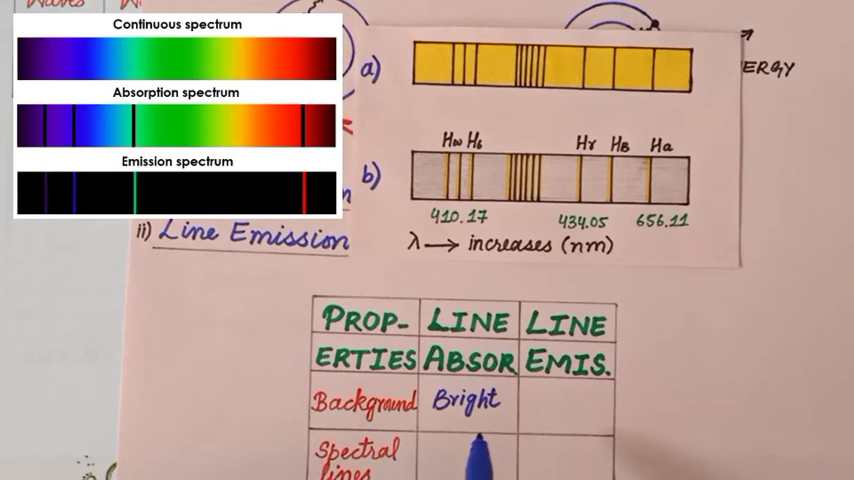 Waves
Continuous spectrum
Absorption spectrum
Emission spectrum
a)
ERGY
Hω Hδ Hγ Hβ Hα
b)
410.17 434.05 656.11
λ → increases (nm)
ii) Line Emission
PROP- LINE LINE
ERTIES ABSOR EMIS.
Background Bright
Spectral
lines